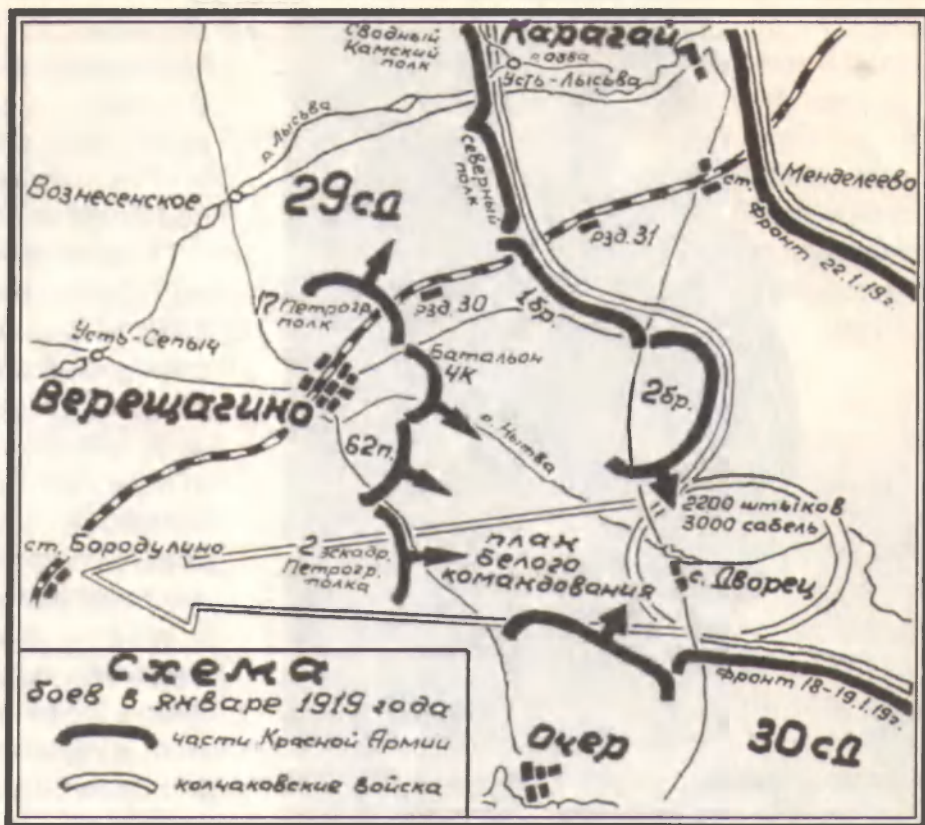 Сводный
Камский
полк
Карагай
р. Обва
Усть-Лысьва
р. Лысьва
северный
полк
Менделеево
ст.
Вознесенское
29сд
рзд. 31
фронт 22.1.19г.
17 Петрогр.
полк
рзд. 30
1бр.
Усть-Сепыч
Батальон
ЧК
Верещагино
2бр.
62п.
р. Нытва
2200 штыков
3000 сабель
ст. Бородулино
2 эскадр.
Петрогр.
полка
план
белого
командования
с. Дворец
фронт 18-19.1.19г.
схема
боев в январе 1919 года
части Красной Армии
колчаковские войска
Очер
30сд